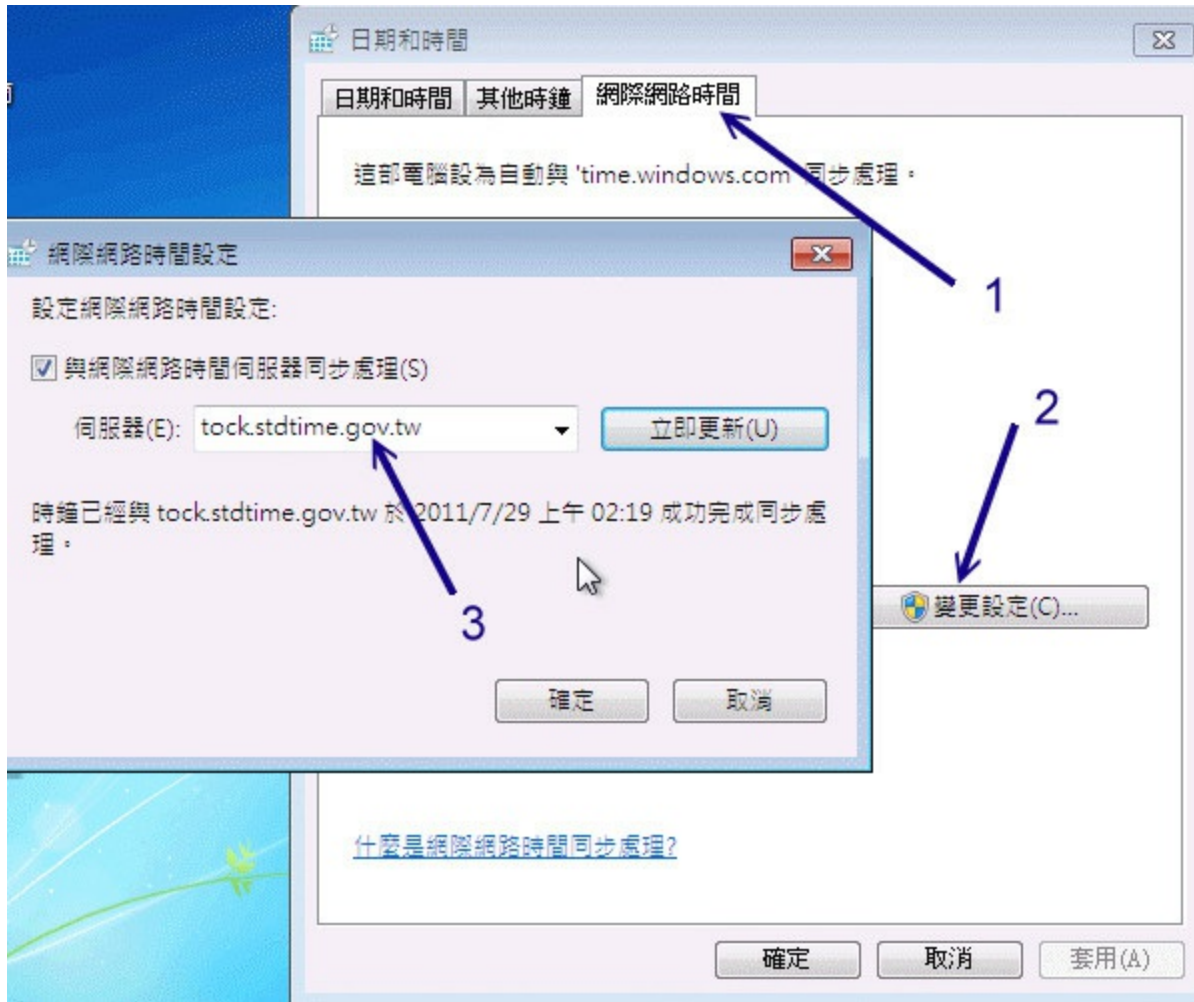 日期和時間
日期和時間 其他時鐘 網際網路時間
這部電腦設為自動與 'time.windows.com' 同步處理。
網際網路時間設定
設定網際網路時間設定:
與網際網路時間伺服器同步處理(S)
伺服器(E): tock.stdtime.gov.tw 立即更新(U)
時鐘已經與 tock.stdtime.gov.tw 於 2011/7/29 上午 02:19 成功完成同步處
理。
確定 取消
1
2
3
變更設定(C)...
什麼是網際網路時間同步處理?
確定 取消 套用(A)